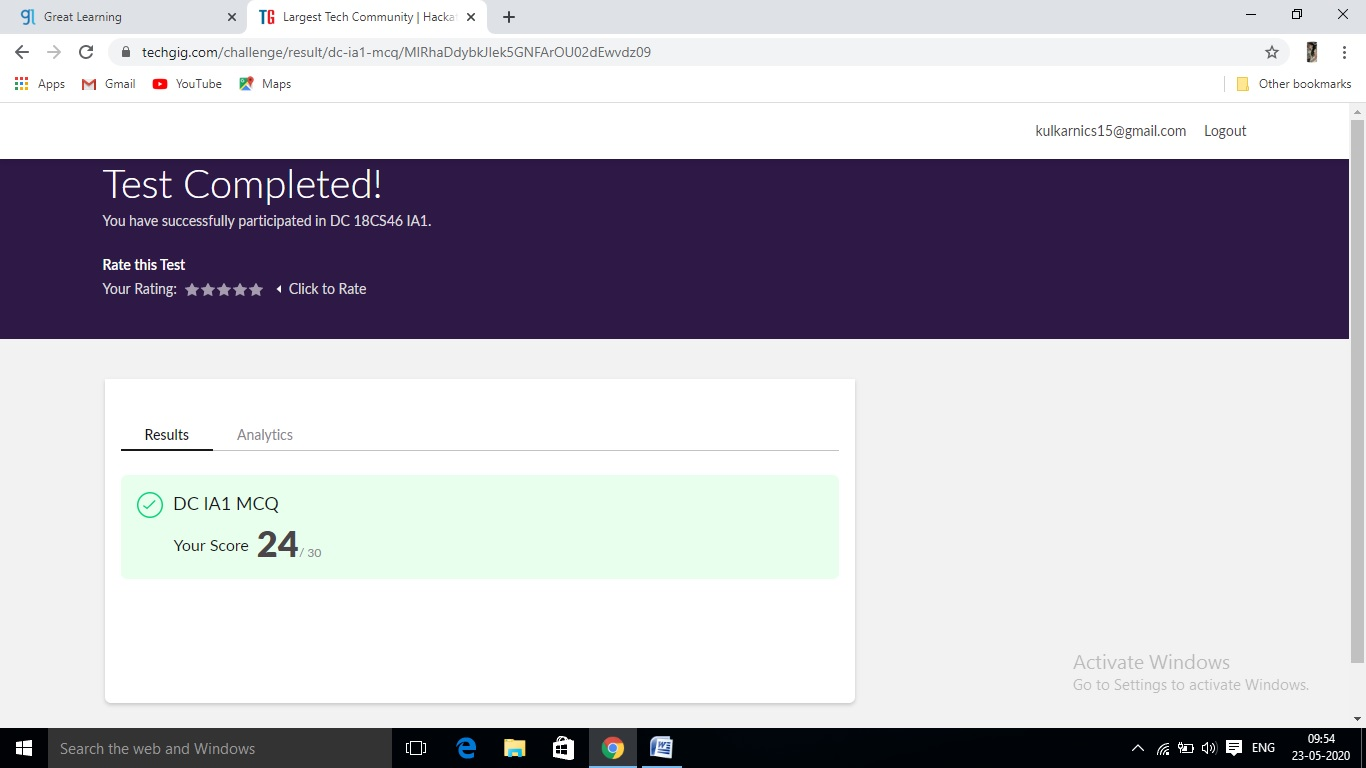 Great Learning
TG Largest Tech Community | Hacka
techgig.com/challenge/result/dc-ia1-mcq/MlRhaDdybkJlek5GNFArOU02dEwvdz09
Apps Gmail YouTube Maps Other bookmarks
kulkarnics15@gmail.com Logout
Test Completed!
You have successfully participated in DC 18CS46 IA1.
Rate this Test
Your Rating: Click to Rate
Results Analytics
DC IA1 MCQ
Your Score 24 / 30
Activate Windows
Go to Settings to activate Windows.
Search the web and Windows
ENG
09:54
23-05-2020